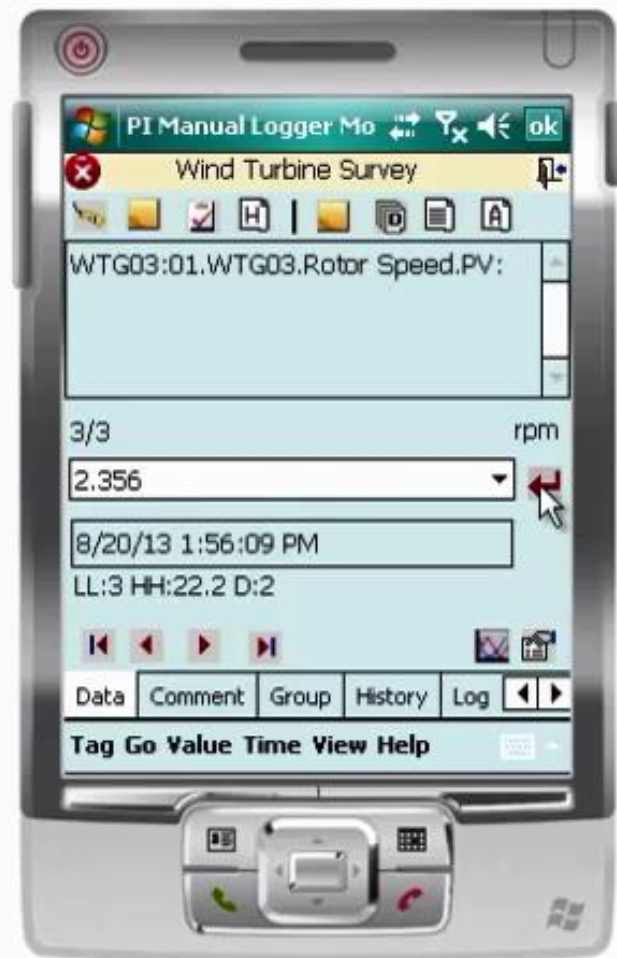 PI Manual Logger Mo ok
Wind Turbine Survey
H D A
WTG03:01.WTG03.Rotor Speed.PV:
3/3 rpm
2.356
8/20/13 1:56:09 PM
LL:3 HH:22.2 D:2
Data Comment Group History Log
Tag Go Value Time View Help